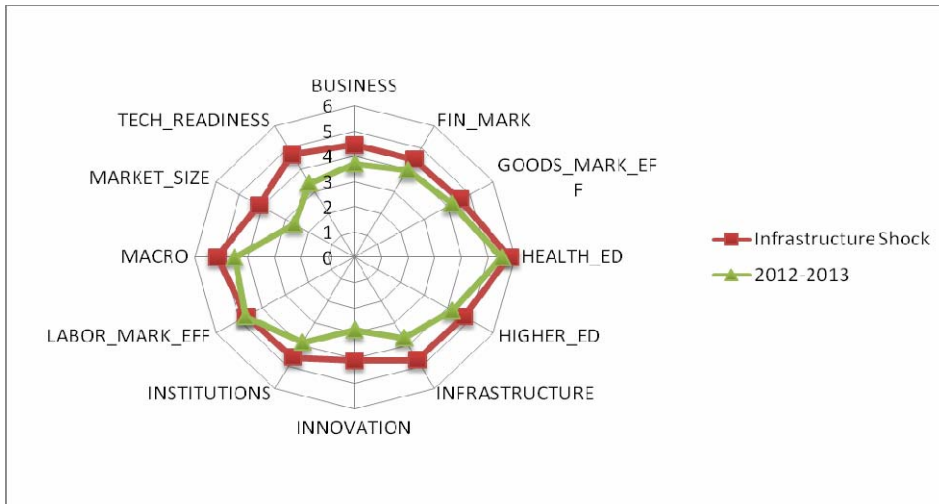 BUSINESS
6
5
4
3
2
1
0
FIN_MARK
GOODS_MARK_EF
F
HEALTH_ED
HIGHER_ED
INFRASTRUCTURE
INNOVATION
INSTITUTIONS
LABOR_MARK_EFF
MACRO
MARKET_SIZE
TECH_READINESS
Infrastructure Shock
2012-2013